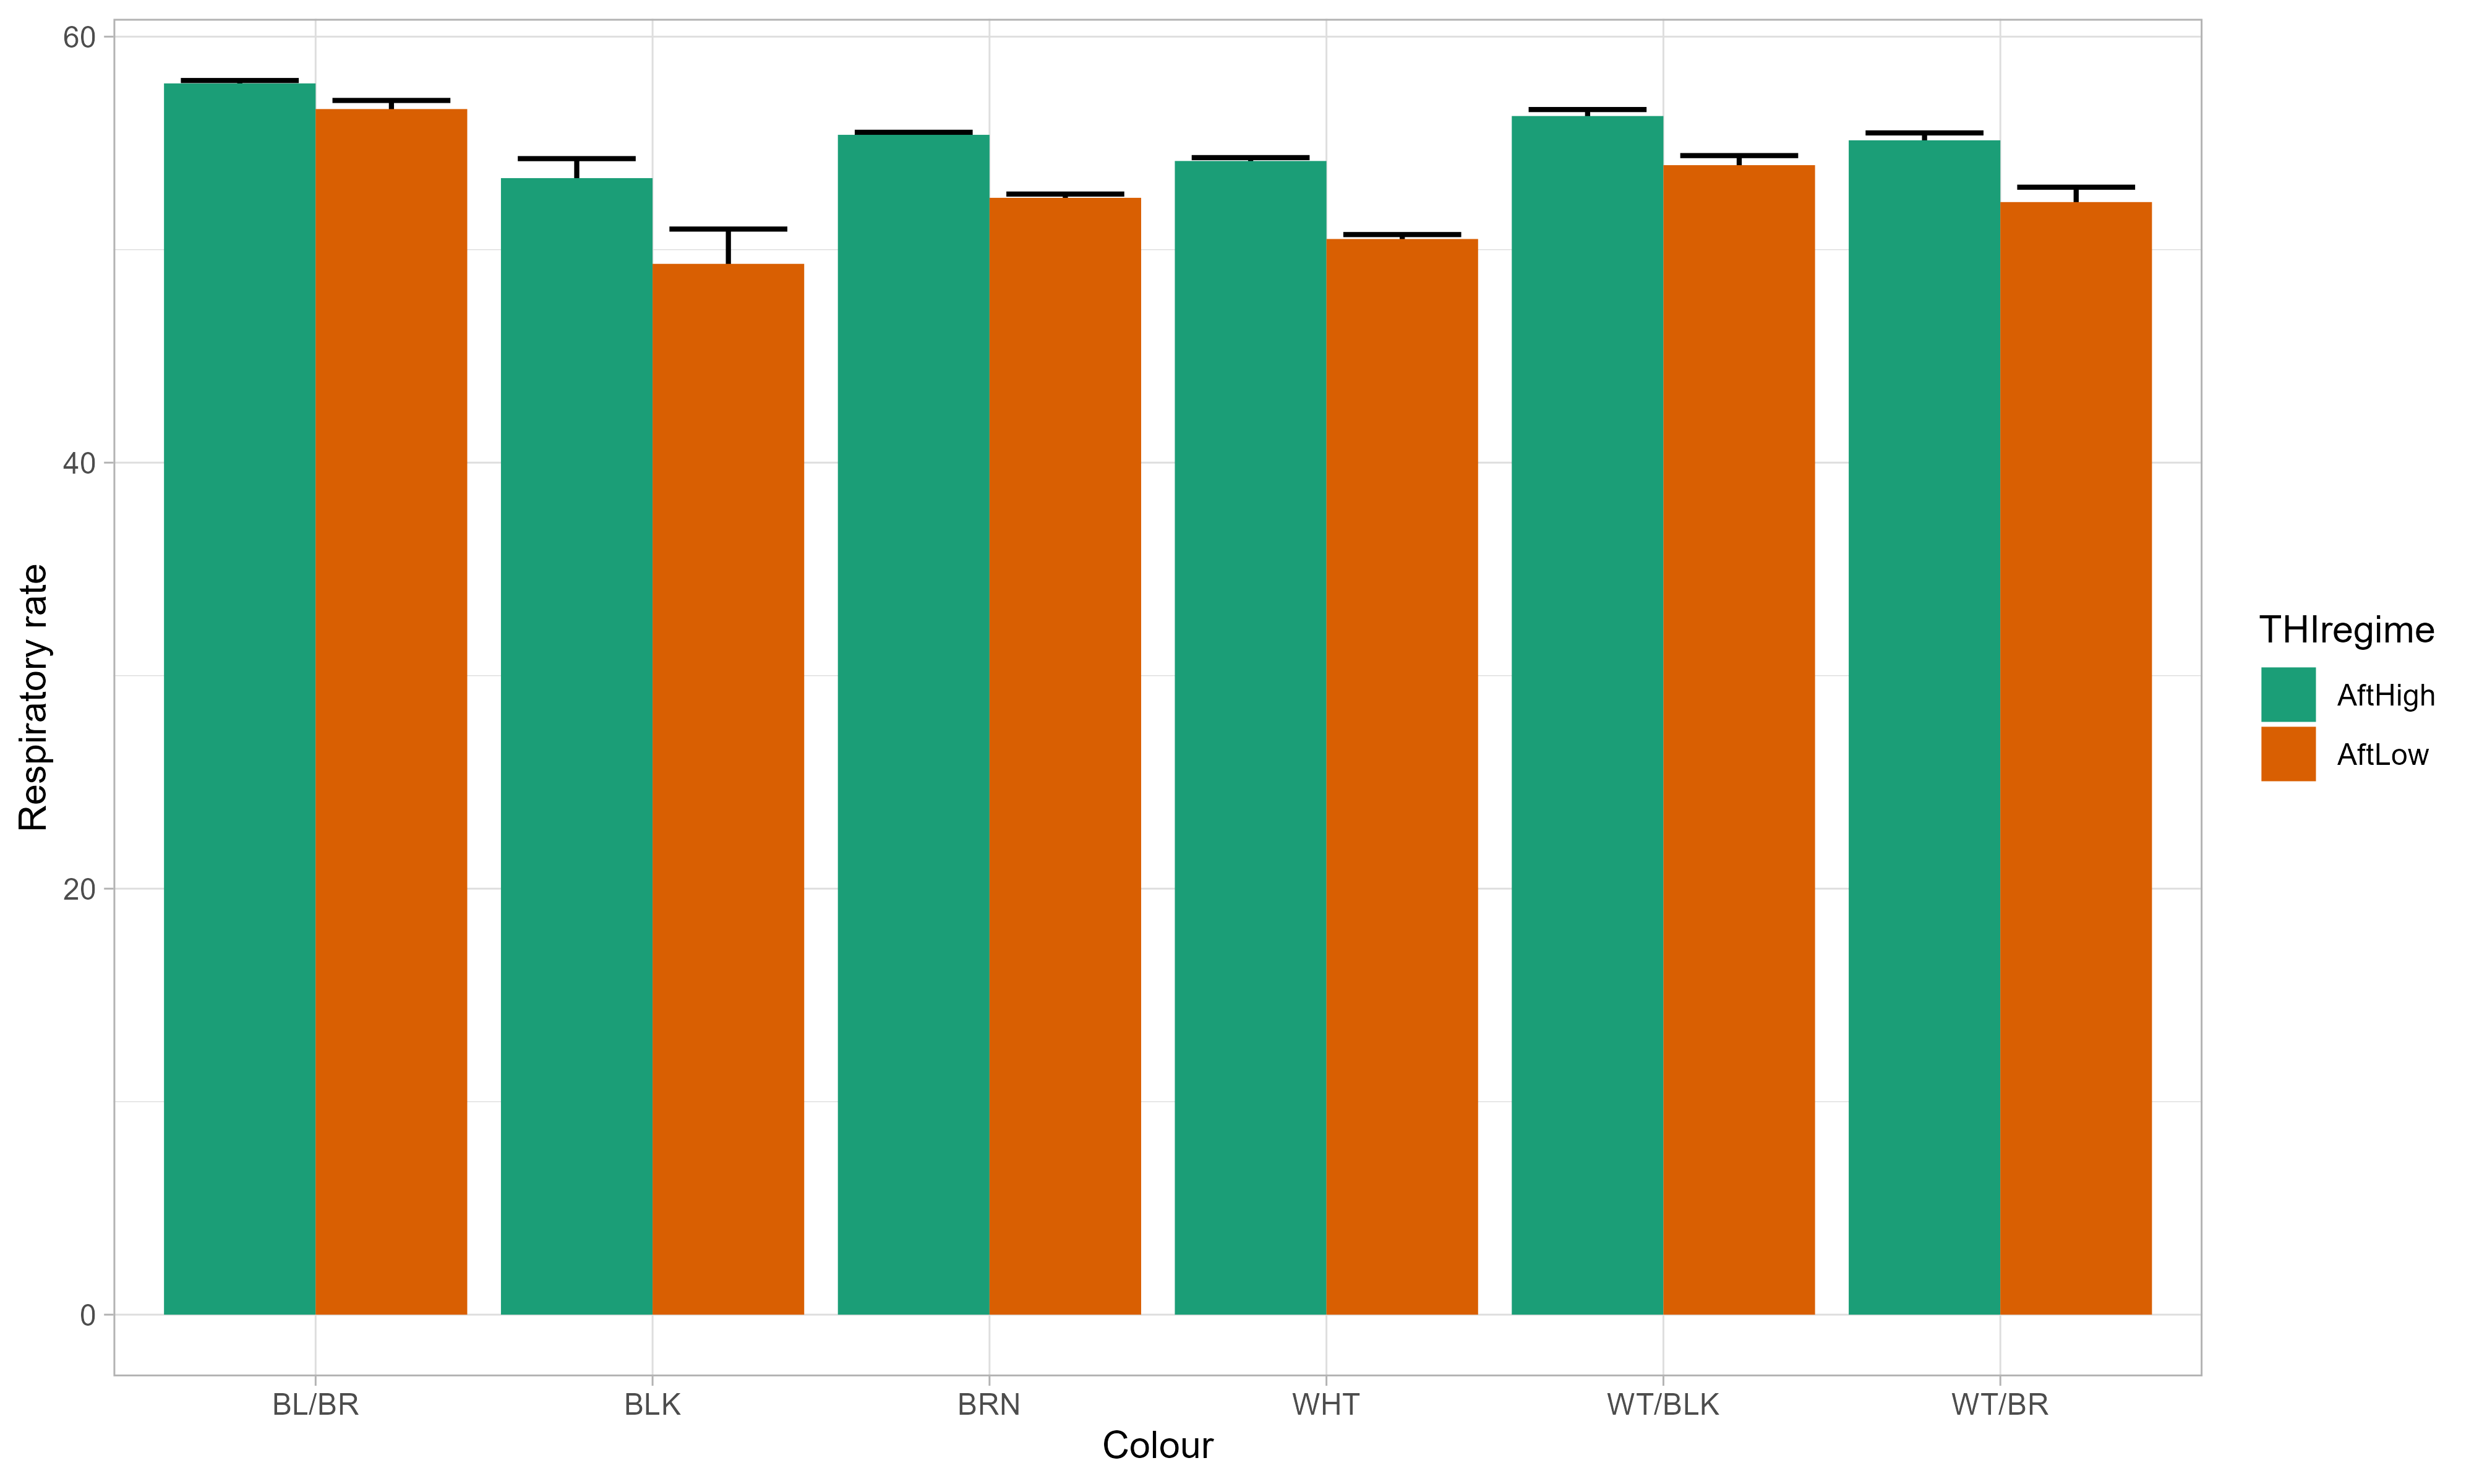 60
40
20
0
Respiratory rate
BL/BR
BLK
BRN
WHT
WT/BLK
WT/BR
Colour
THIregime
AftHigh
AftLow